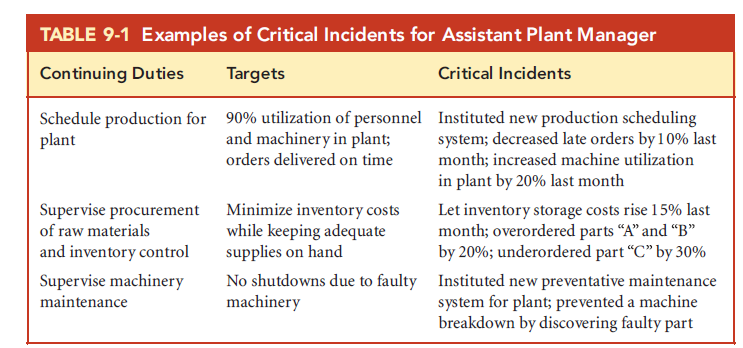 TABLE 9-1 Examples of Critical Incidents for Assistant Plant Manager
Continuing Duties Targets Critical Incidents
Schedule production for plant
90% utilization of personnel
and machinery in plant;
orders delivered on time
Instituted new production scheduling
system; decreased late orders by 10% last
month; increased machine utilization
in plant by 20% last month
Supervise procurement
of raw materials
and inventory control
Minimize inventory costs
while keeping adequate
supplies on hand
Let inventory storage costs rise 15% last
month; overordered parts “A” and “B”
by 20%; underordered part “C” by 30%
Supervise machinery
maintenance
No shutdowns due to faulty
machinery
Instituted new preventative maintenance
system for plant; prevented a machine
breakdown by discovering faulty part